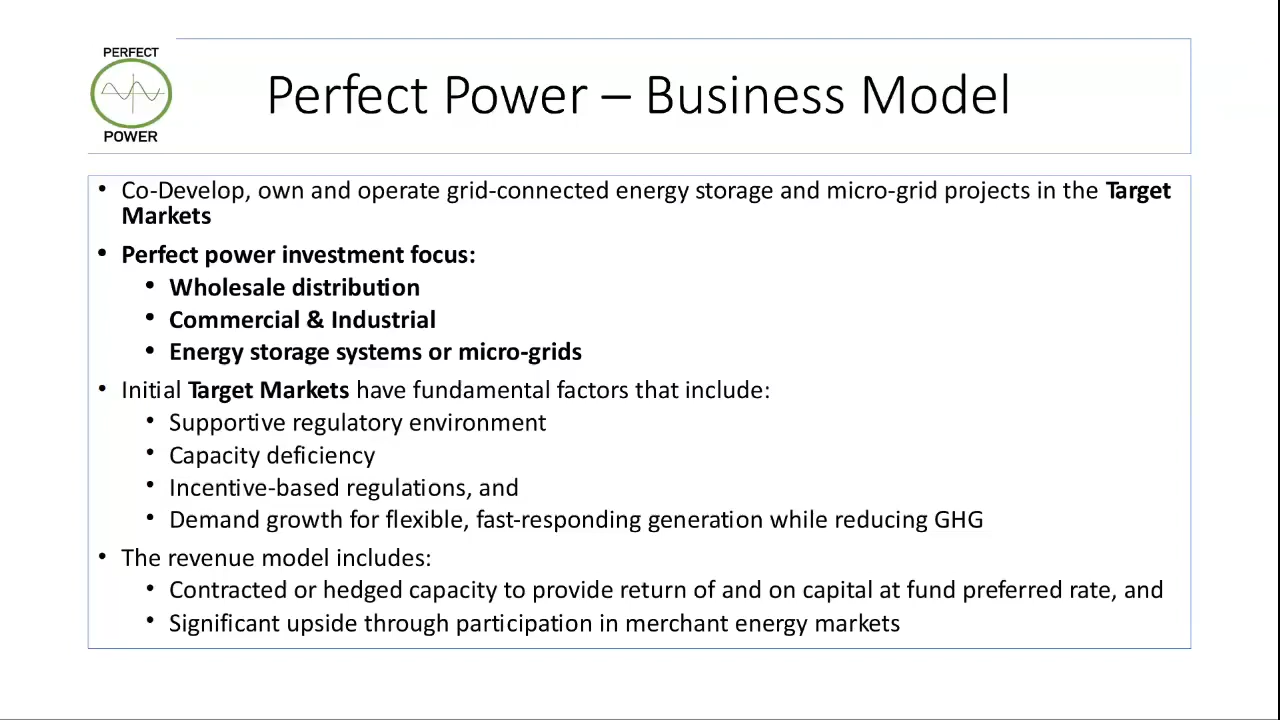 PERFECT
POWER
Perfect Power – Business Model
• Co-Develop, own and operate grid-connected energy storage and micro-grid projects in the Target
Markets
• Perfect power investment focus:
• Wholesale distribution
• Commercial & Industrial
• Energy storage systems or micro-grids
• Initial Target Markets have fundamental factors that include:
• Supportive regulatory environment
• Capacity deficiency
• Incentive-based regulations, and
• Demand growth for flexible, fast-responding generation while reducing GHG
• The revenue model includes:
• Contracted or hedged capacity to provide return of and on capital at fund preferred rate, and
• Significant upside through participation in merchant energy markets